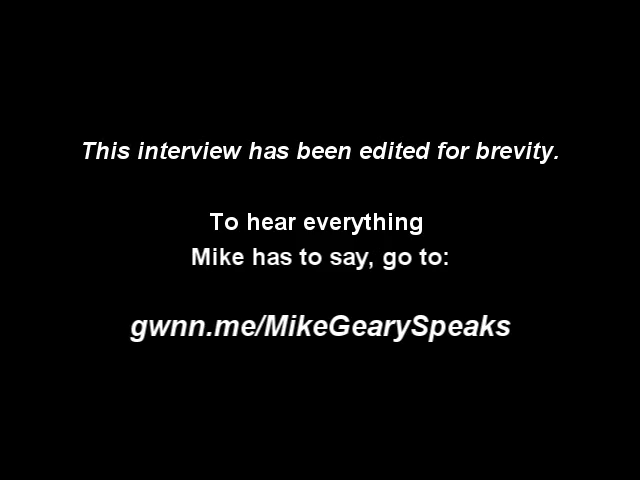 This interview has been edited for brevity.
To hear everything
Mike has to say, go to:
gwnn.me/MikeGearySpeaks